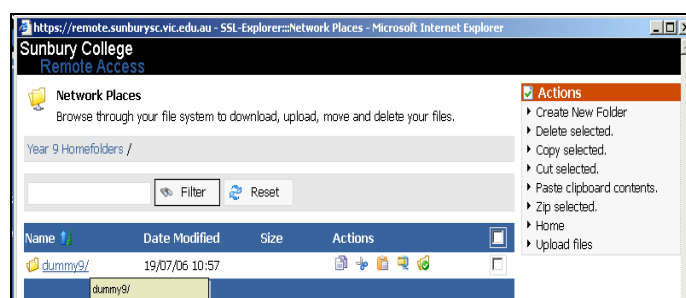 https://remote.sunburysc.vic.edu.au - SSL-Explorer:::Network Places - Microsoft Internet Explorer
Sunbury College
Remote Access
Network Places
Browse through your file system to download, upload, move and delete your files.
Year 9 Homefolders /
Filter Reset
Name Date Modified Size Actions
dummy9/ 19/07/06 10:57
dummy9/
Actions
Create New Folder
Delete selected.
Copy selected.
Cut selected.
Paste clipboard contents.
Zip selected.
Home
Upload files